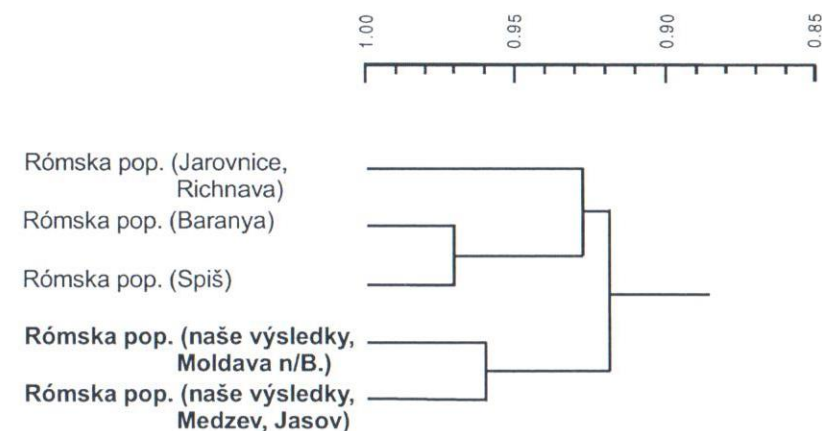 1.00 0.95 0.90 0.85
Rómska pop. (Jarovnice,
Richnava)
Rómska pop. (Baranya)
Rómska pop. (Spiš)
Rómska pop. (naše výsledky,
Moldava n/B.)
Rómska pop. (naše výsledky,
Medzev, Jasov)